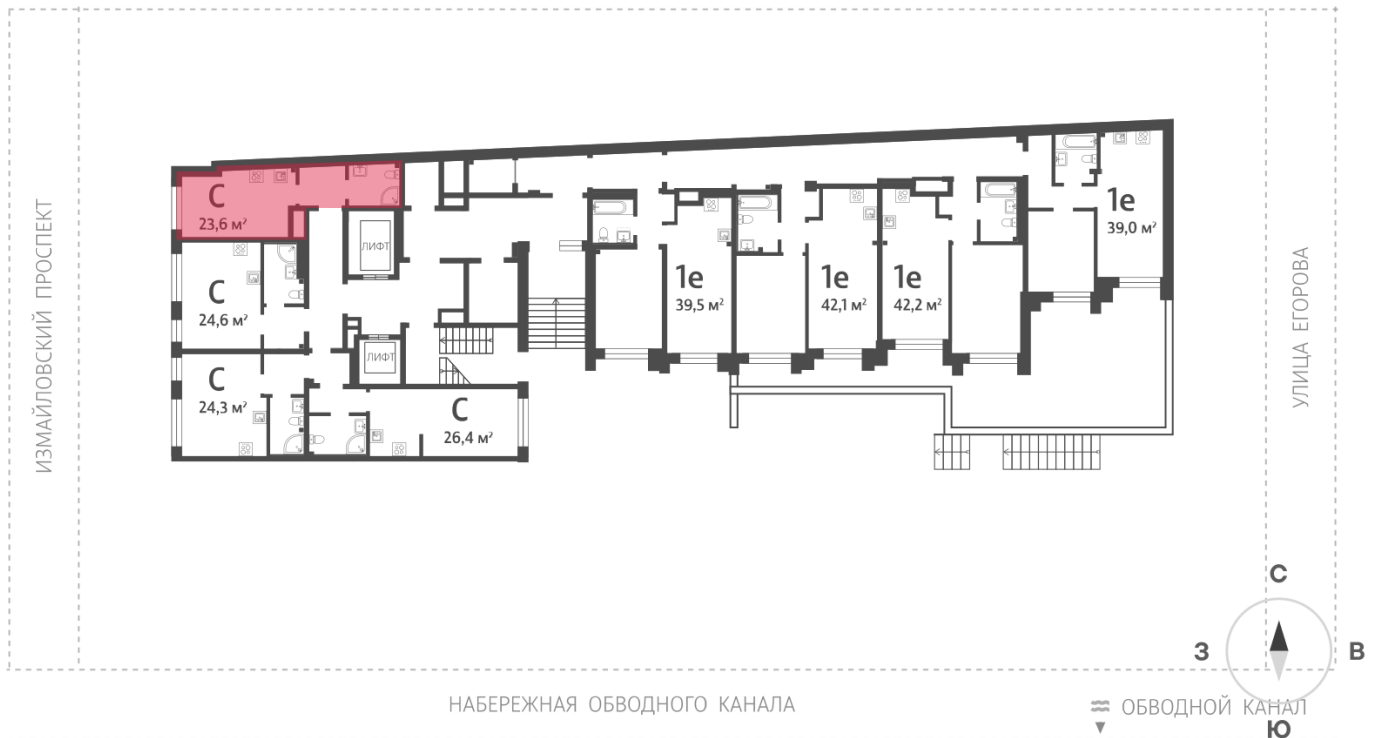 ИЗМАЙЛОВСКИЙ ПРОСПЕКТ
С
23,6 м²
С
24,6 м²
С
24,3 м²
С
26,4 м²
ЛИФТ
ЛИФТ
1е
39,5 м²
1е
42,1 м²
1е
42,2 м²
1е
39,0 м²
УЛИЦА ЕГОРОВА
НАБЕРЕЖНАЯ ОБВОДНОГО КАНАЛА
С
З
В
ОБВОДНОЙ КАНАЛ
Ю